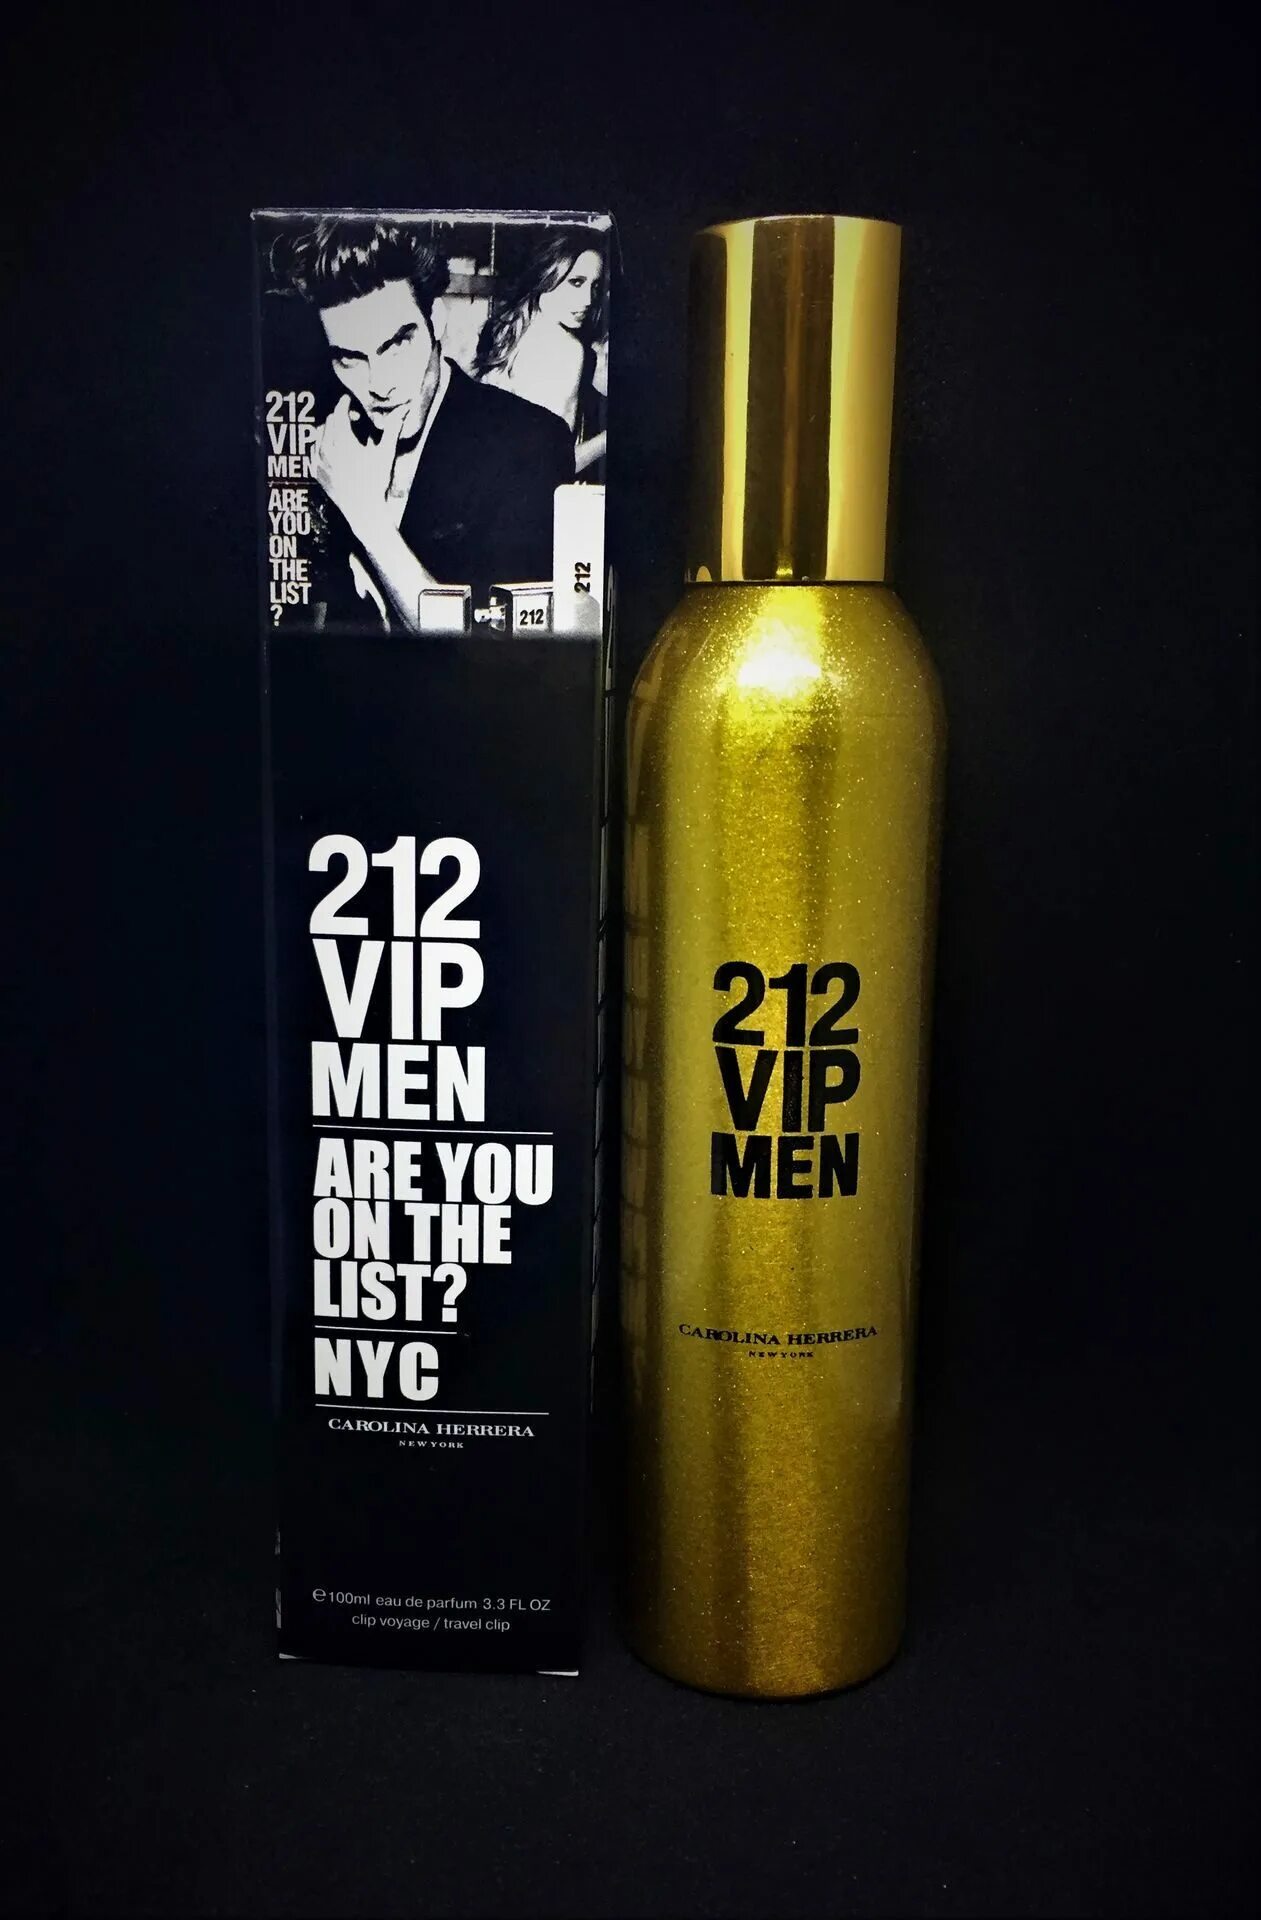 212
VIP
MEN
ARE
YOU
ON
THE
LIST
?
212
212
212
VIP
MEN
ARE YOU
ON THE
LIST?
NYC
CAROLINA HERRERA
NEW YORK
℮100ml eau de parfum 3.3 FL OZ
clip voyage / travel clip
212
VIP
MEN
CAROLINA HERRERA
NEW YORK